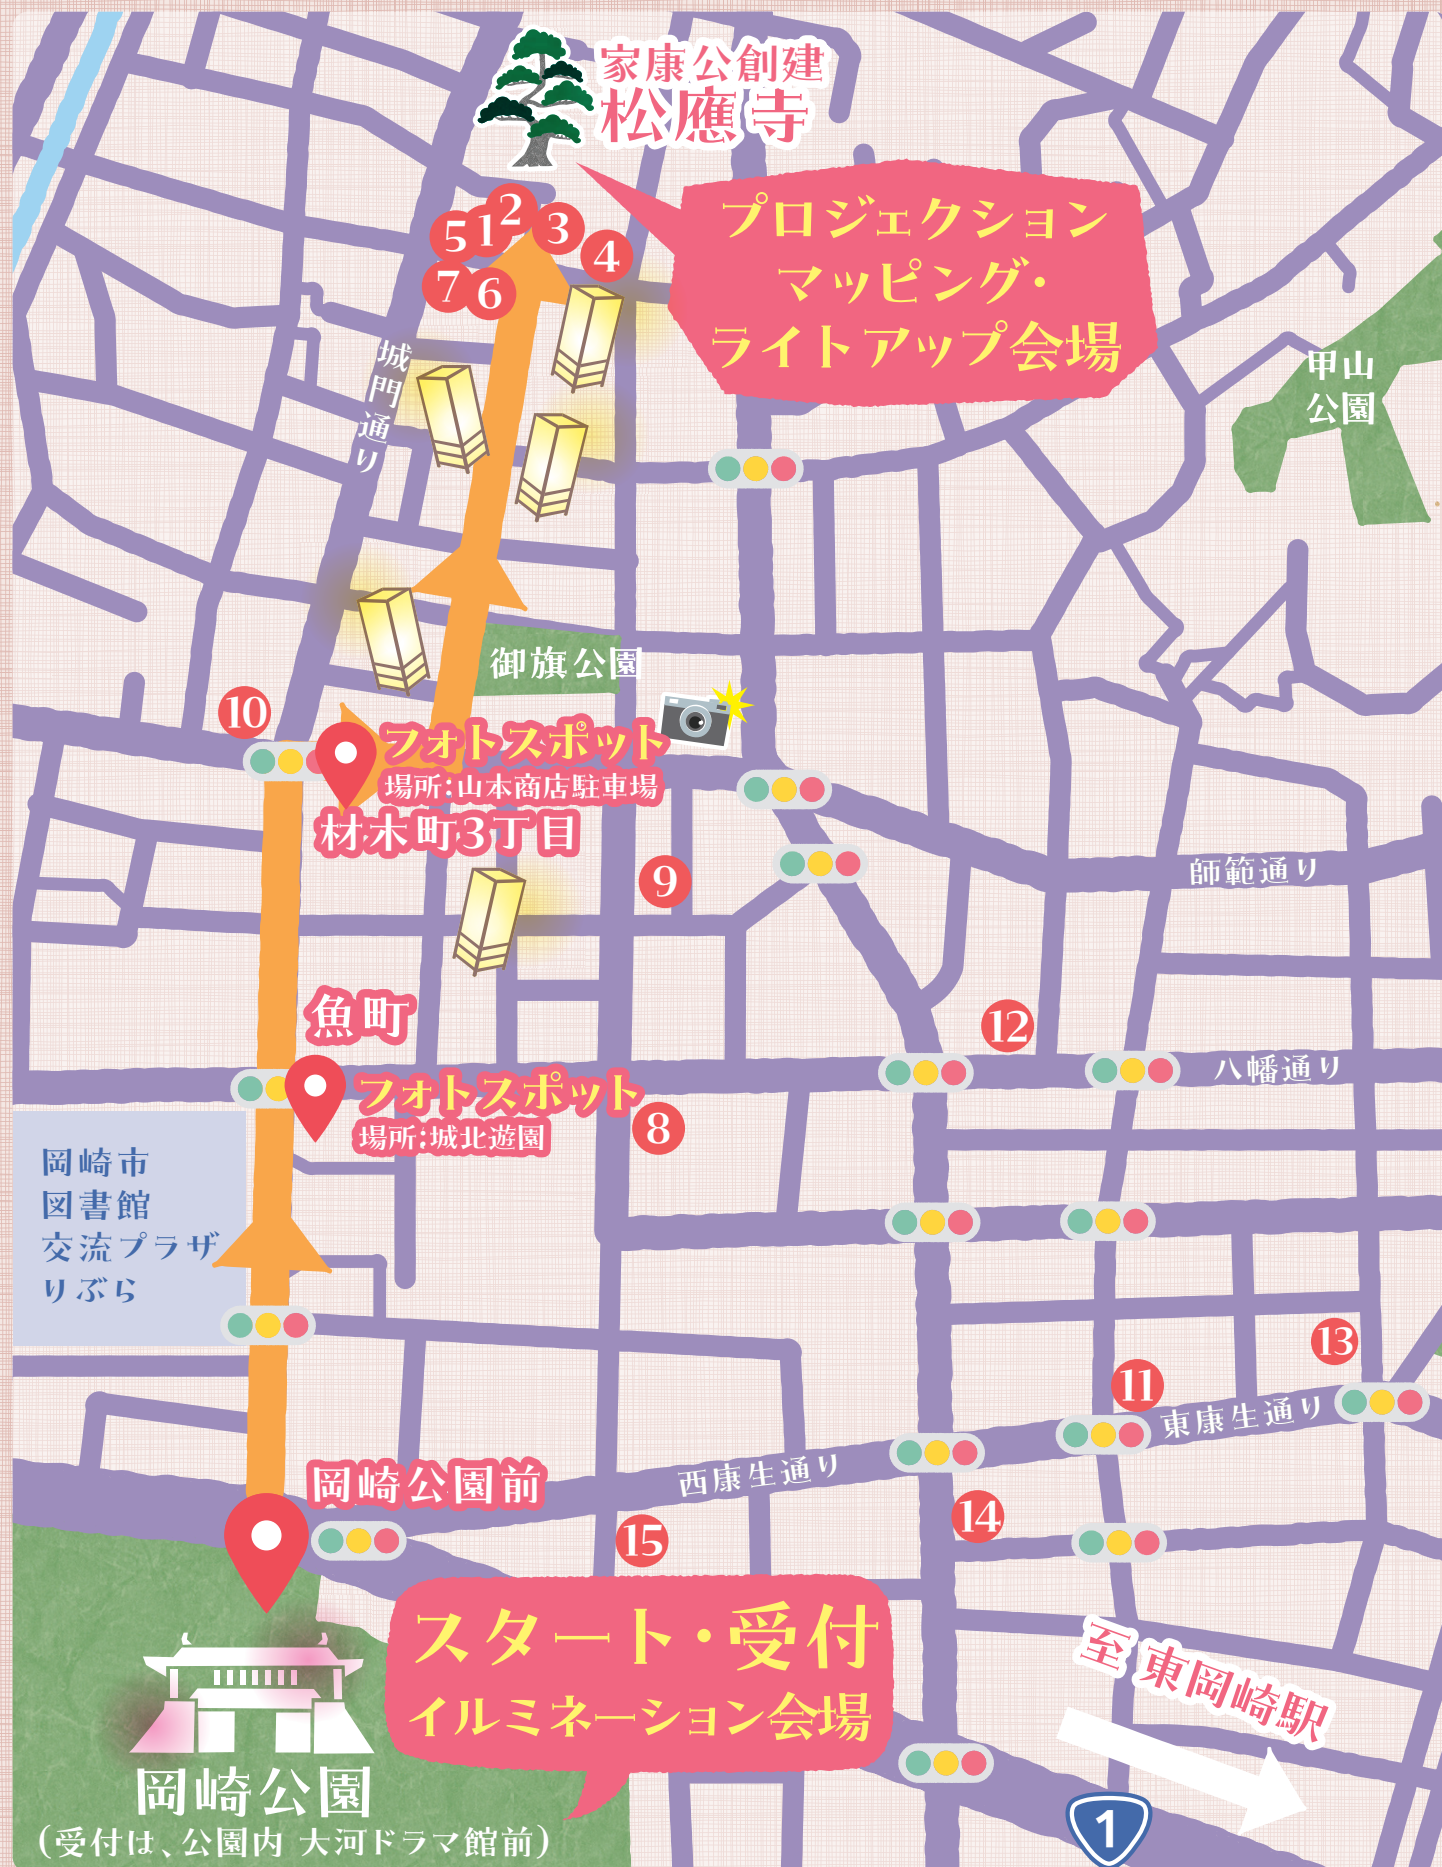 家康公創建
松應寺
プロジェクション
マッピング・
ライトアップ会場
5
1
2
3
4
7
6
甲山
公園
城門通り
御旗公園
10
フォトスポット
場所:山本商店駐車場
材木町3丁目
9
師範通り
魚町
12
フォトスポット
場所:城北遊園
8
八幡通り
岡崎市
図書館
交流プラザ
りぶら
13
11
東康生通り
西康生通り
岡崎公園前
14
15
スタート・受付
イルミネーション会場
至 東岡崎駅
1
岡崎公園
(受付は、公園内 大河ドラマ館前)